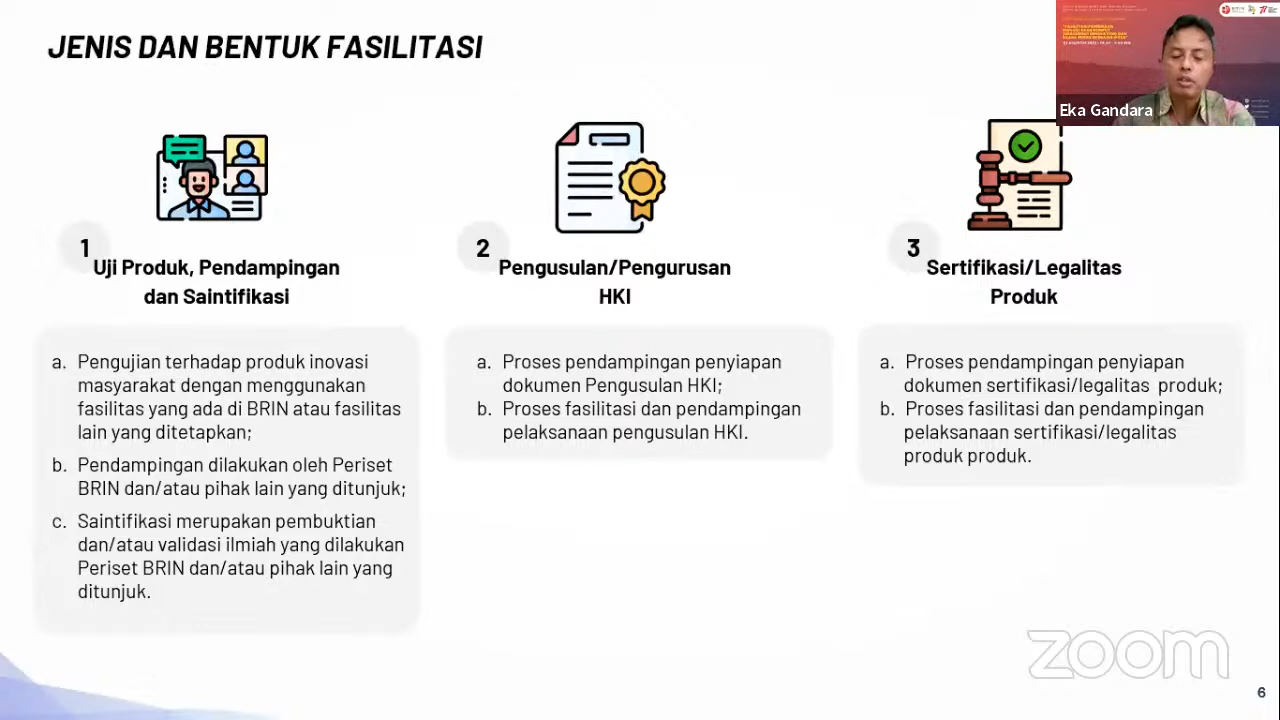 JENIS DAN BENTUK FASILITASI
Eka Gandara
1
Uji Produk, Pendampingan
dan Saintifikasi
a. Pengujian terhadap produk inovasi
masyarakat dengan menggunakan
fasilitas yang ada di BRIN atau fasilitas
lain yang ditetapkan;
b. Pendampingan dilakukan oleh Periset
BRIN dan/atau pihak lain yang ditunjuk;
c. Saintifikasi merupakan pembuktian
dan/atau validasi ilmiah yang dilakukan
Periset BRIN dan/atau pihak lain yang
ditunjuk.
2
Pengusulan/Pengurusan
HKI
a. Proses pendampingan penyiapan
dokumen Pengusulan HKI;
b. Proses fasilitasi dan pendampingan
pelaksanaan pengusulan HKI.
3
Sertifikasi/Legalitas
Produk
a. Proses pendampingan penyiapan
dokumen sertifikasi/legalitas produk;
b. Proses fasilitasi dan pendampingan
pelaksanaan sertifikasi/legalitas
produk produk.
zoom
6